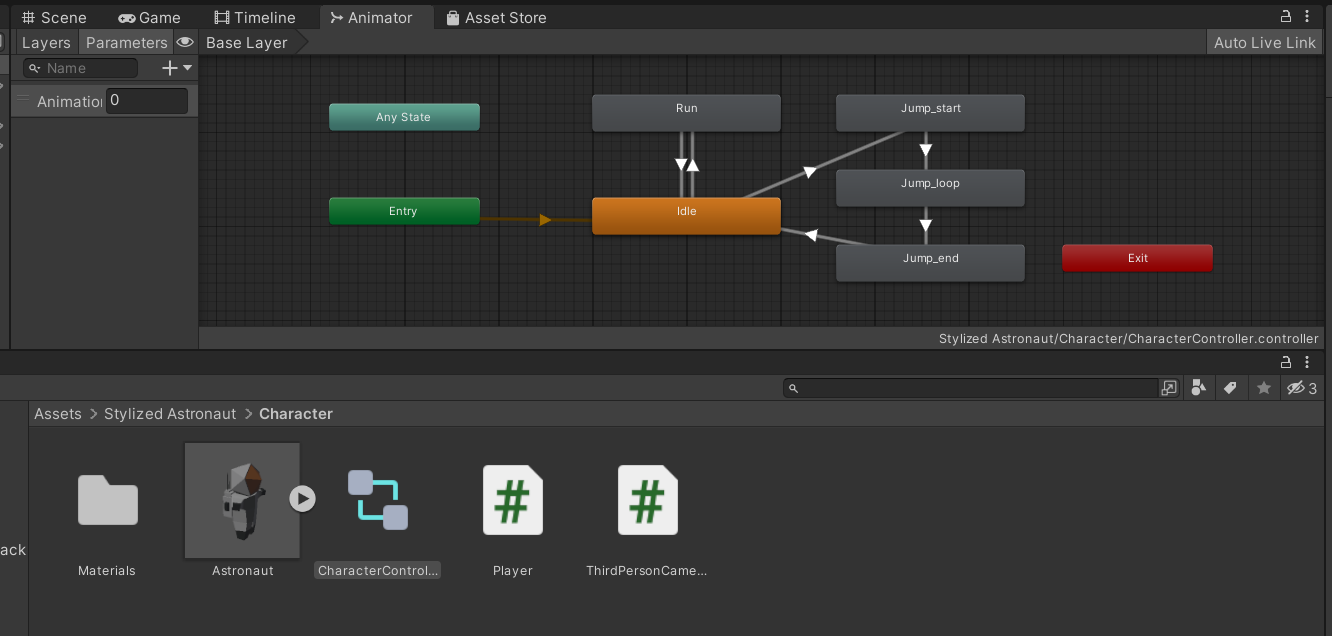 Scene Game Timeline Animator Asset Store
Layers Parameters Base Layer Auto Live Link
Name
Animatio 0
Run Jump_start
Any State
Jump_loop
Entry Idle
Jump_end Exit
Stylized Astronaut/Character/CharacterController.controller
3
Assets > Stylized Astronaut > Character
ack
Materials Astronaut CharacterControl... Player ThirdPersonCame...